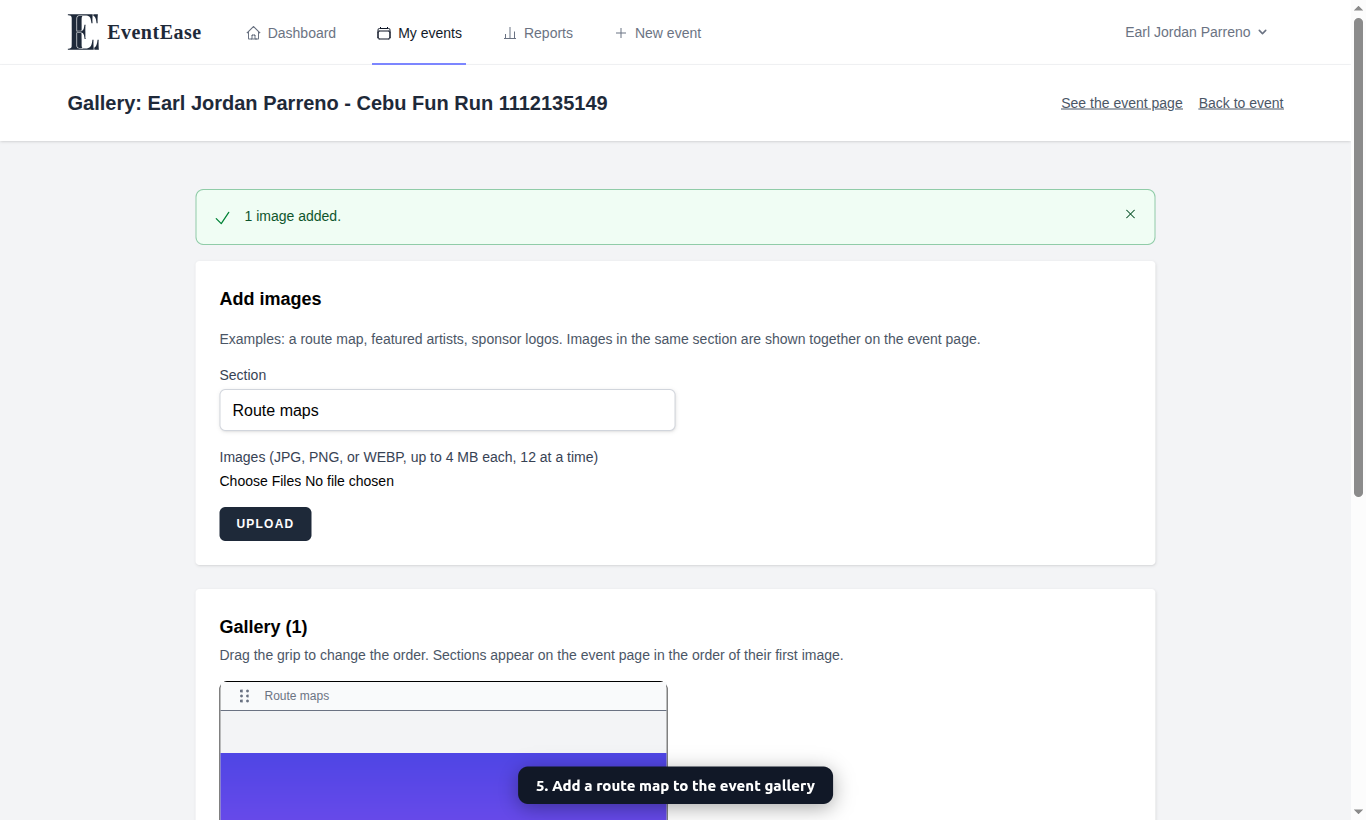 EventEase
Dashboard
My events
Reports
New event
Earl Jordan Parreno
Gallery: Earl Jordan Parreno - Cebu Fun Run 1112135149
See the event page
Back to event
1 image added.
Add images
Examples: a route map, featured artists, sponsor logos. Images in the same section are shown together on the event page.
Section
Route maps
Images (JPG, PNG, or WEBP, up to 4 MB each, 12 at a time)
Choose Files No file chosen
UPLOAD
Gallery (1)
Drag the grip to change the order. Sections appear on the event page in the order of their first image.
Route maps
5. Add a route map to the event gallery